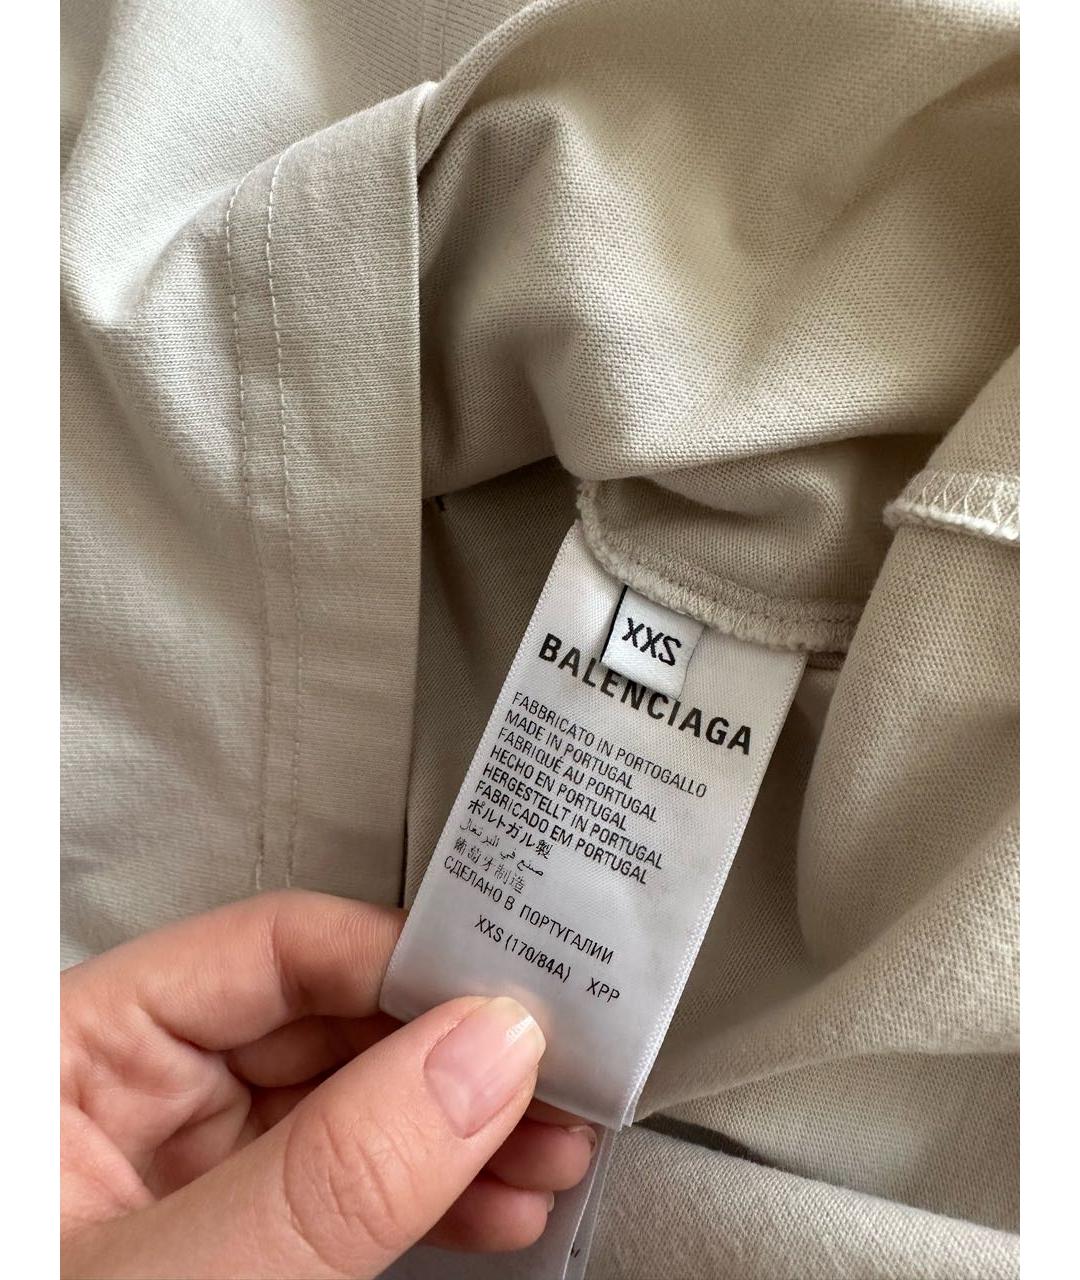 XXS
BALENCIAGA
FABBRICATO IN PORTOGALLO
MADE IN PORTUGAL
FABRIQUÉ AU PORTUGAL
HECHO EN PORTUGAL
HERGESTELLT IN PORTUGAL
FABRICADO EM PORTUGAL
ポルトガル製
صنع في البرتغال
葡萄牙制造
СДЕЛАНО В ПОРТУГАЛИИ
XXS (170/84A) XPP